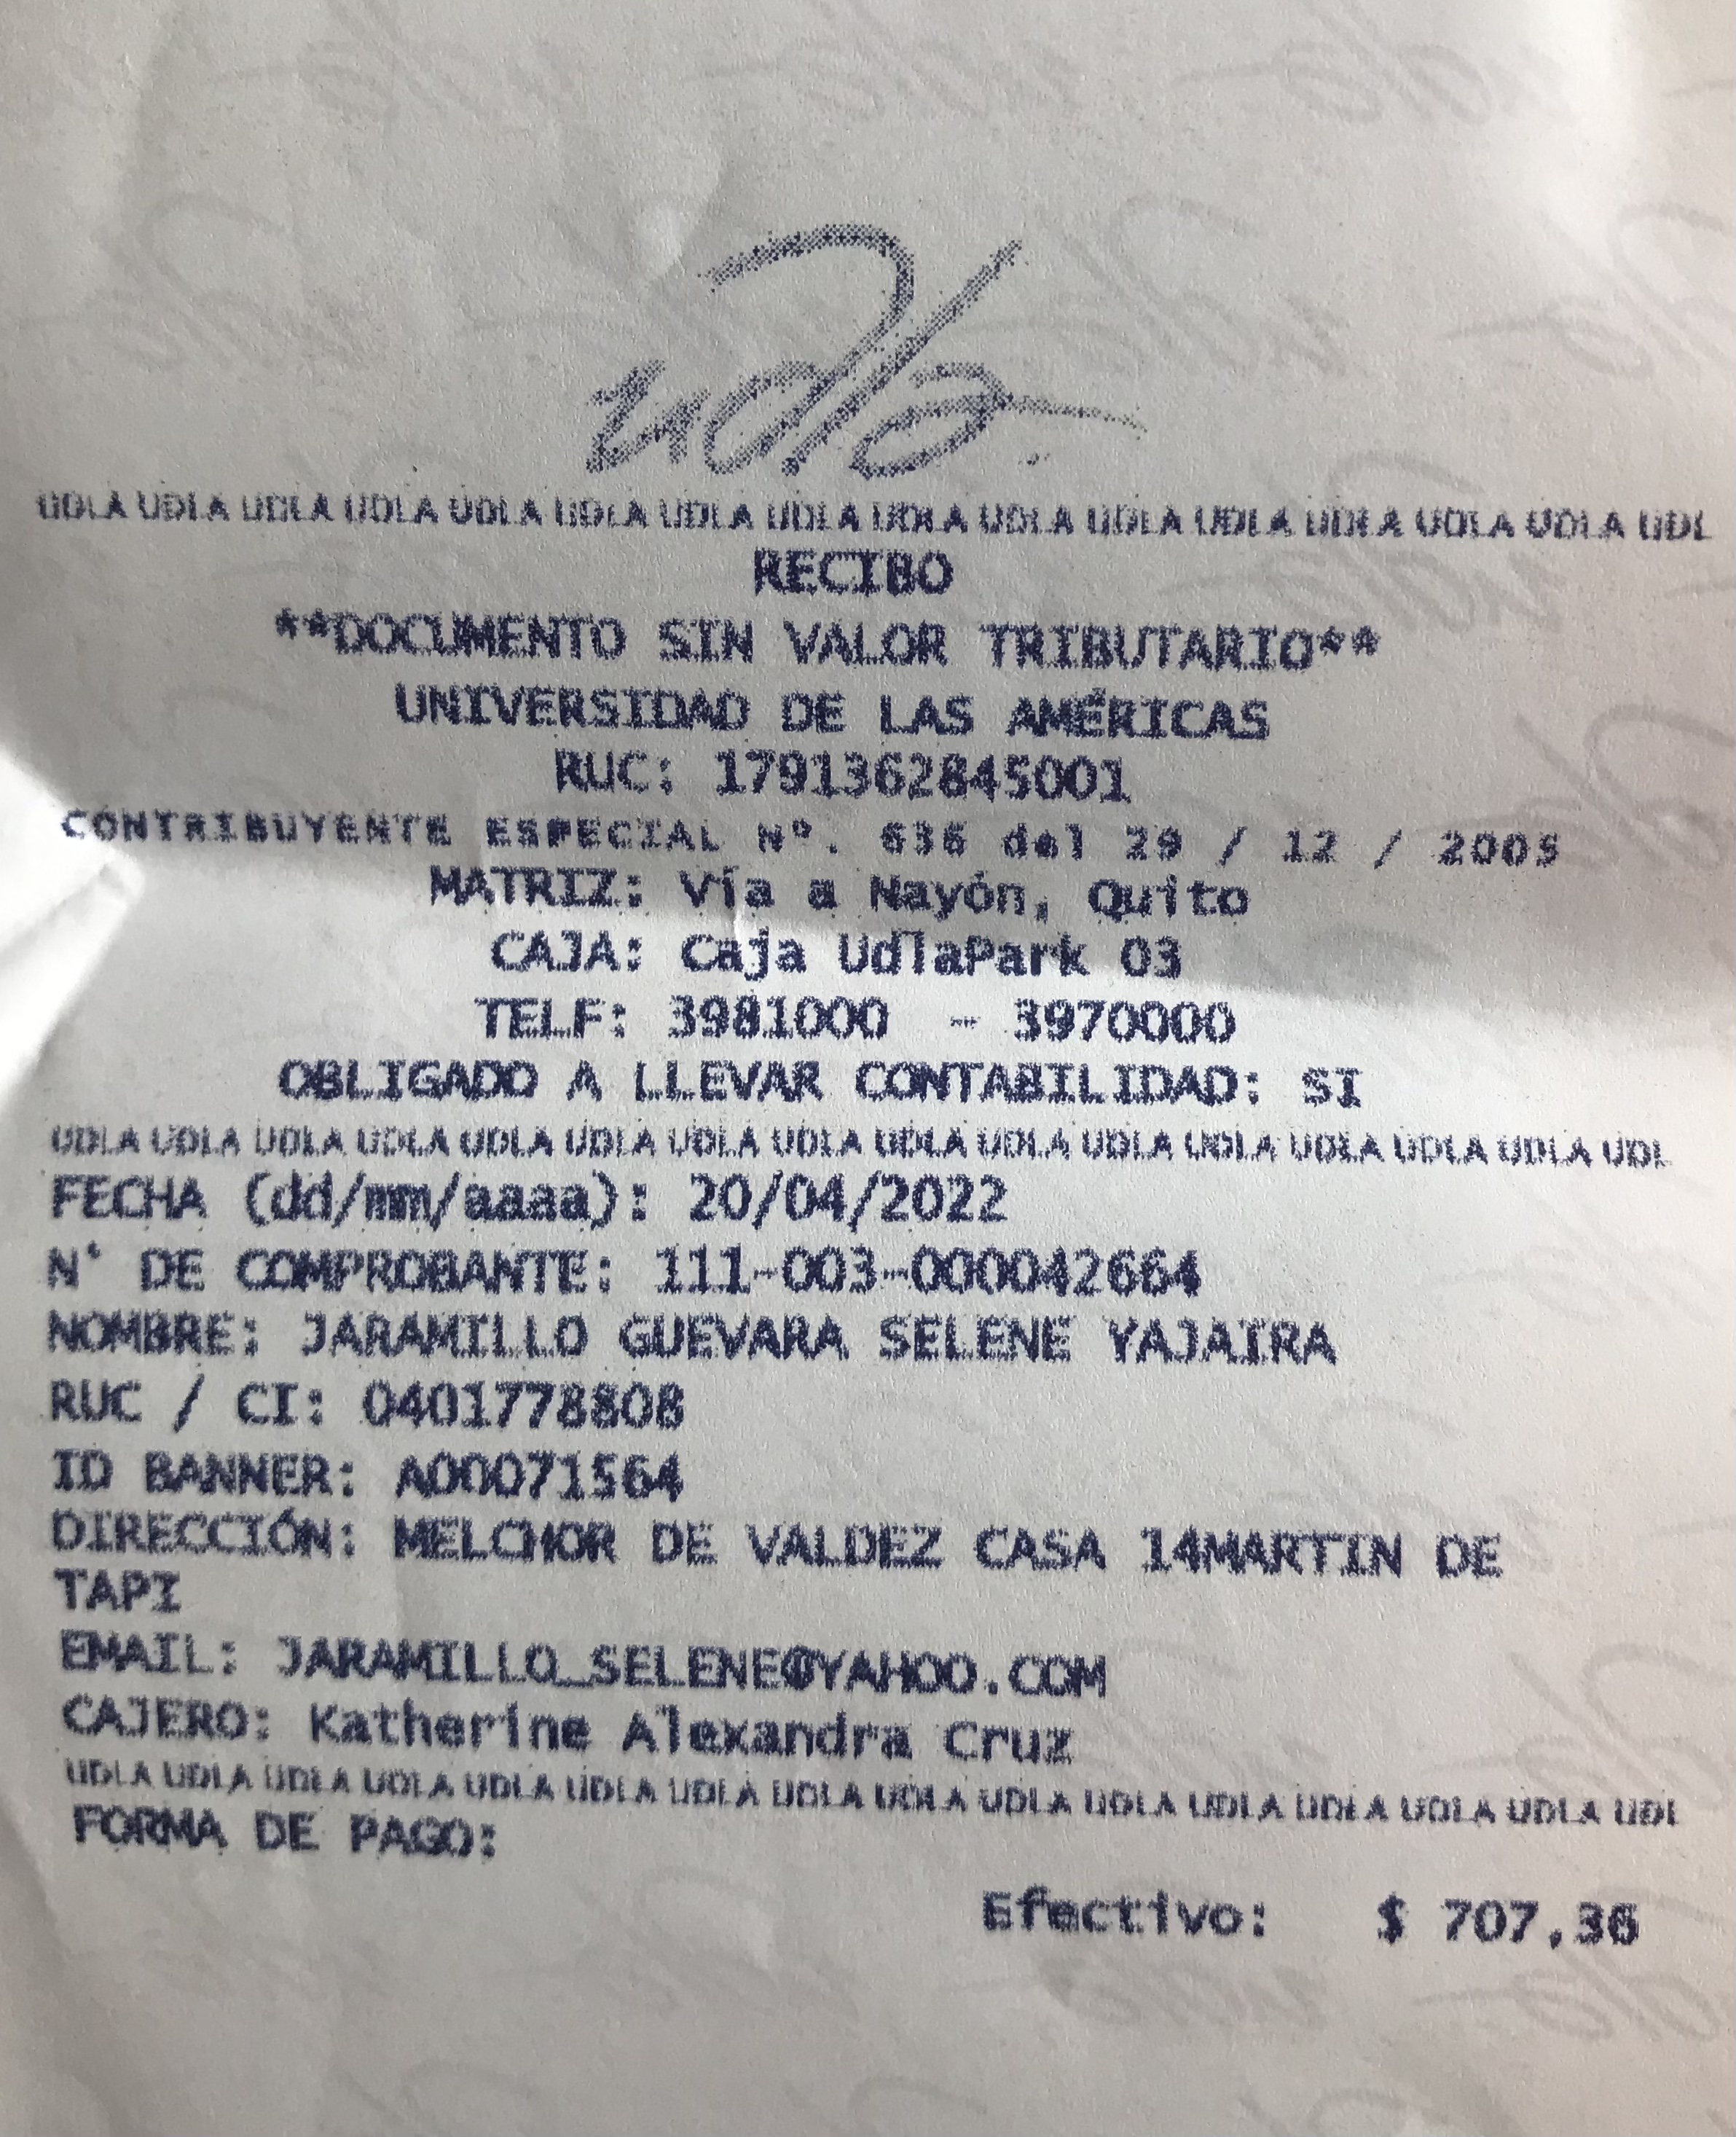 udla
UDLA UDLA UDLA UDLA UDLA UDLA UDLA UDLA UDLA UDLA UDLA UDLA UDLA UDLA UDLA UDL
RECIBO
**DOCUMENTO SIN VALOR TRIBUTARIO**
UNIVERSIDAD DE LAS AMÉRICAS
RUC: 1791362845001
CONTRIBUYENTE ESPECIAL Nº. 636 del 29 / 12 / 2005
MATRIZ: Vía a Nayón, Quito
CAJA: Caja UdlaPark 03
TELF: 3981000 - 3970000
OBLIGADO A LLEVAR CONTABILIDAD: SI
UDLA UDLA UDLA UDLA UDLA UDLA UDLA UDLA UDLA UDLA UDLA UDLA UDLA UDLA UDLA UDL
FECHA (dd/mm/aaaa): 20/04/2022
N° DE COMPROBANTE: 111-003-000042664
NOMBRE: JARAMILLO GUEVARA SELENE YAJAIRA
RUC / CI: 0401778808
ID BANNER: A00071564
DIRECCIÓN: MELCHOR DE VALDEZ CASA 14MARTIN DE
TAPI
EMAIL: JARAMILLO_SELENE@YAHOO.COM
CAJERO: Katherine Alexandra Cruz
UDLA UDLA UDLA UDLA UDLA UDLA UDLA UDLA UDLA UDLA UDLA UDLA UDLA UDLA UDLA UDL
FORMA DE PAGO:
Efectivo: $ 707,36